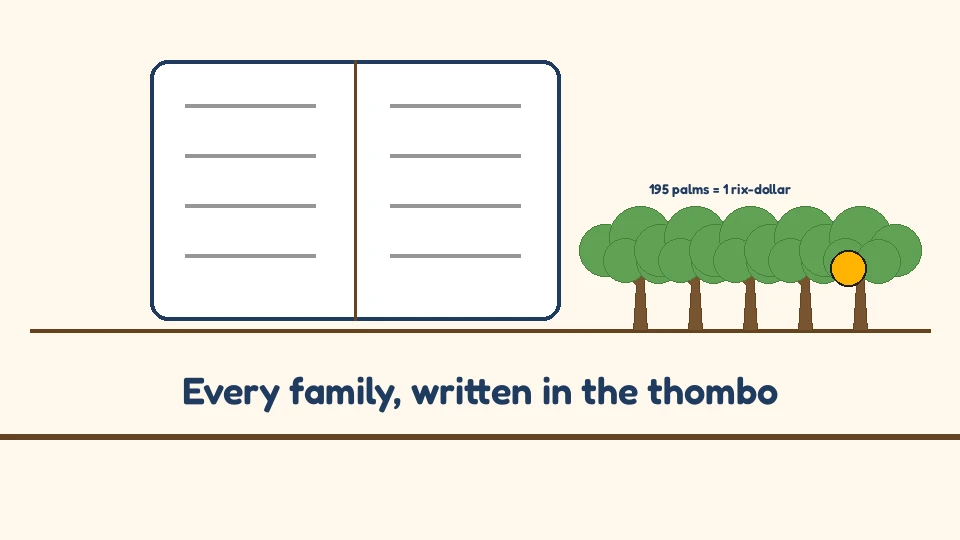 195 palms = 1 rix-dollar
Every family, written in the thombo